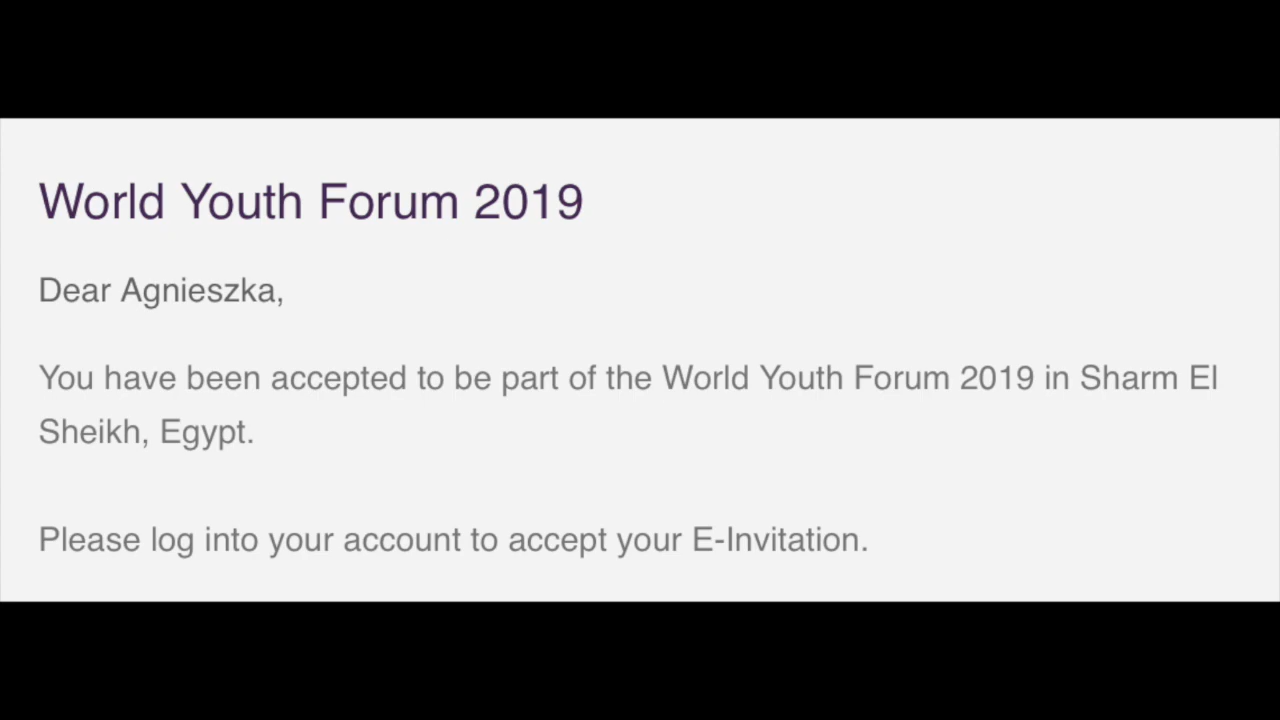 World Youth Forum 2019
Dear Agnieszka,
You have been accepted to be part of the World Youth Forum 2019 in Sharm El
Sheikh, Egypt.
Please log into your account to accept your E-Invitation.